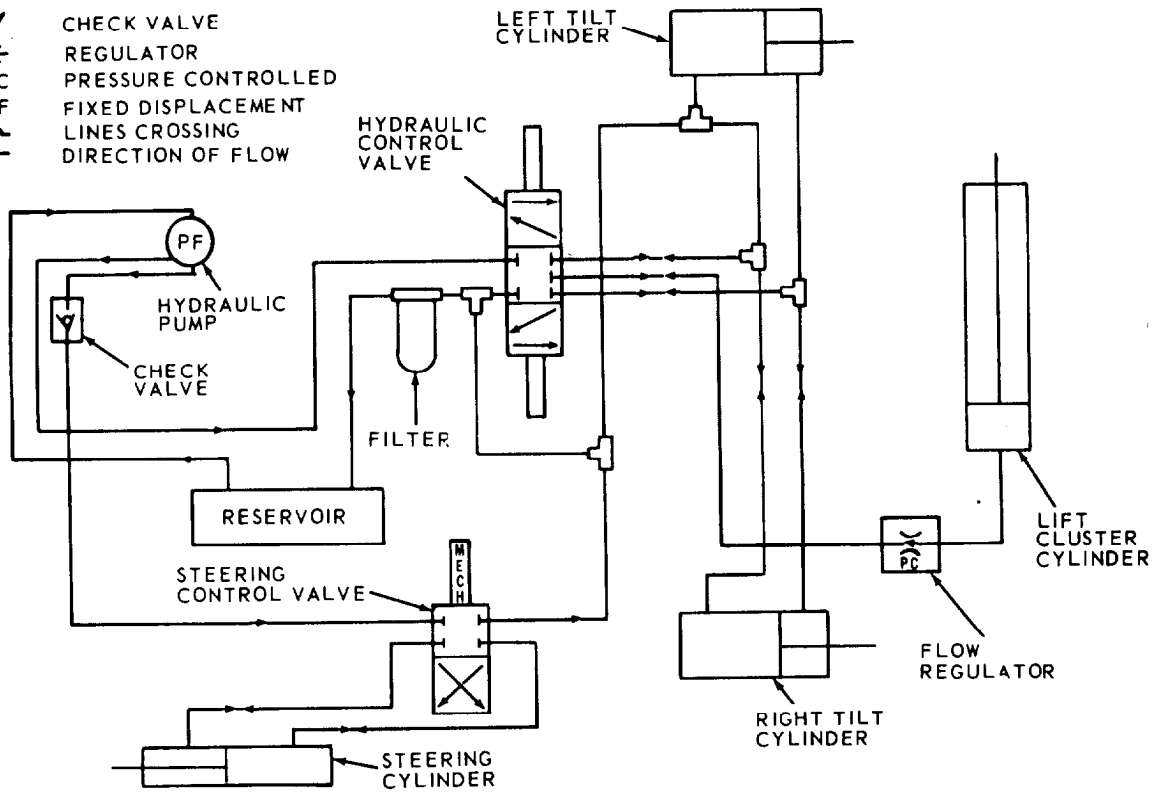 CHECK VALVE
REGULATOR
C PRESSURE CONTROLLED
F FIXED DISPLACEMENT
LINES CROSSING
DIRECTION OF FLOW
LEFT TILT
CYLINDER
HYDRAULIC
CONTROL
VALVE
PF
HYDRAULIC
PUMP
CHECK
VALVE
FILTER
RESERVOIR
LIFT
CLUSTER
CYLINDER
PC
FLOW
REGULATOR
STEERING
CONTROL VALVE
MECH
RIGHT TILT
CYLINDER
STEERING
CYLINDER